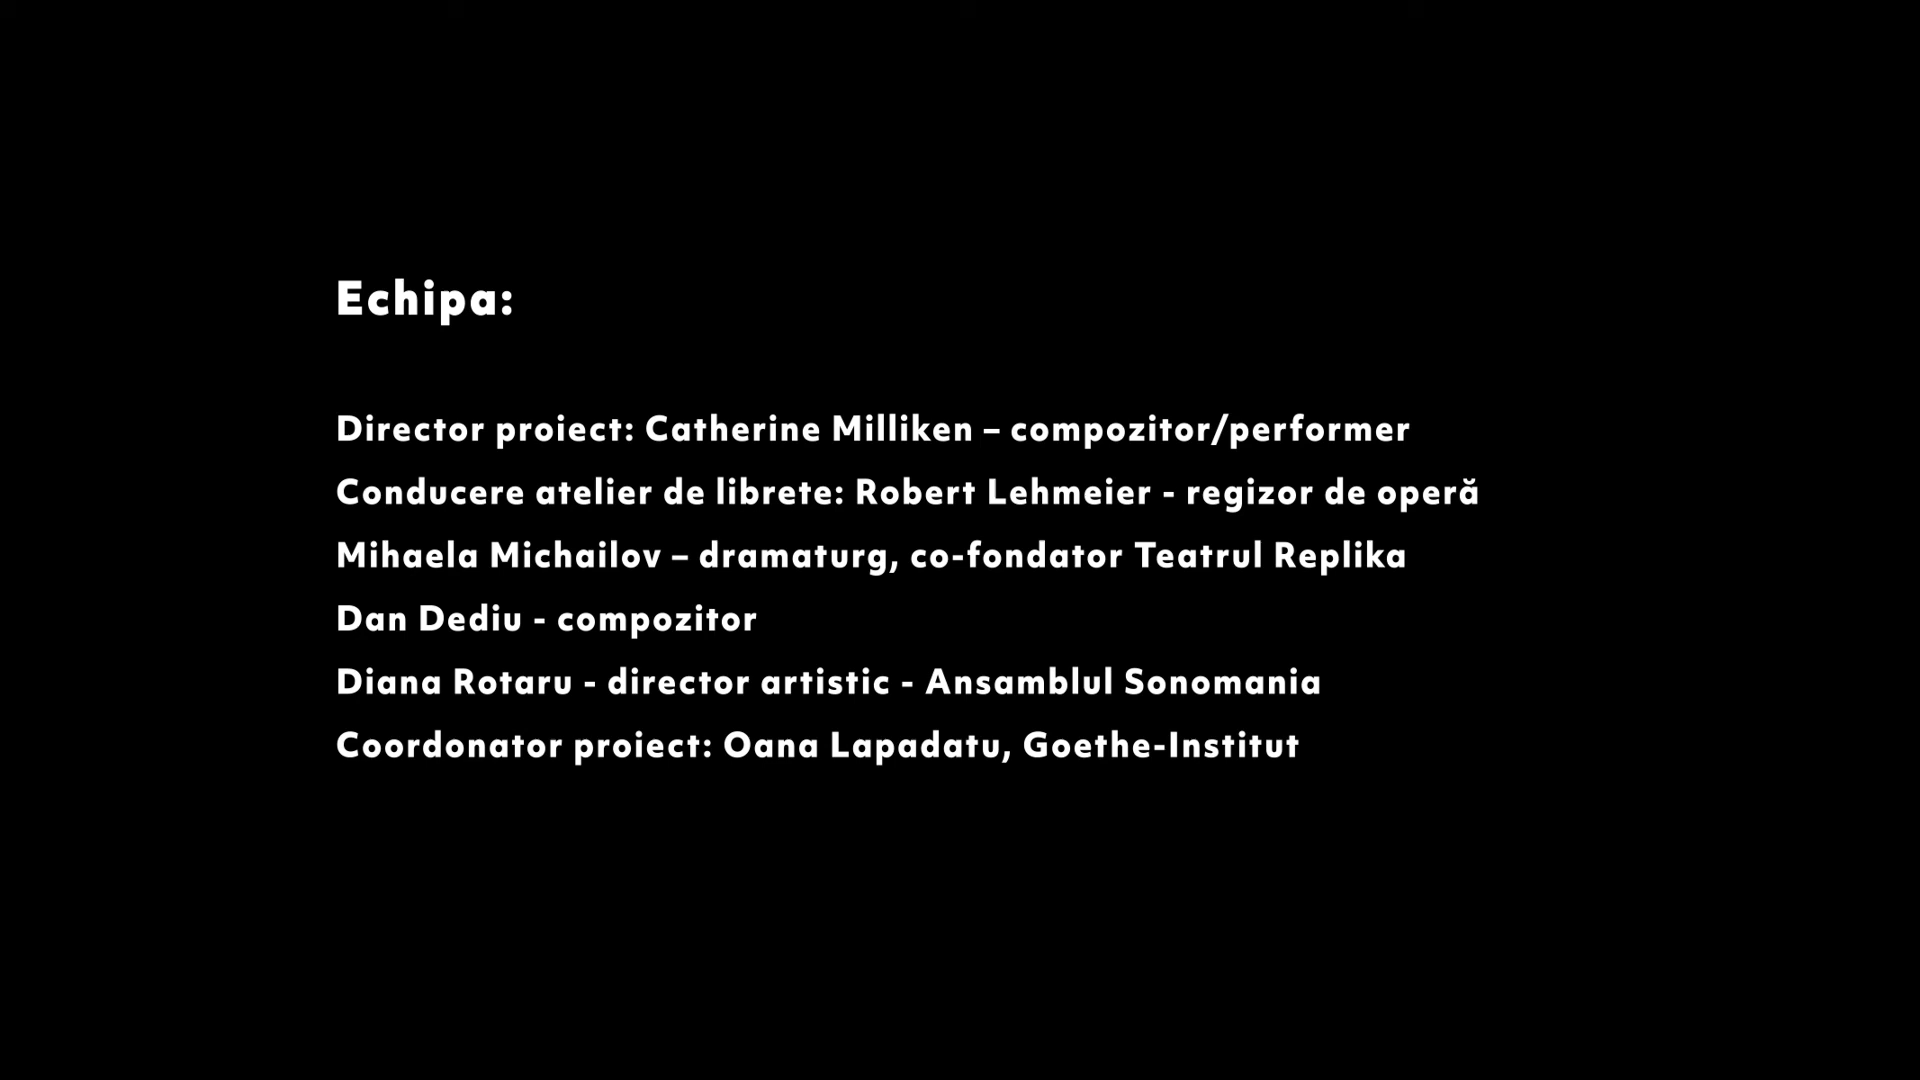 Echipa:
Director proiect: Catherine Milliken – compozitor/performer
Conducere atelier de librete: Robert Lehmeier - regizor de operă
Mihaela Michailov – dramaturg, co-fondator Teatrul Replika
Dan Dediu - compozitor
Diana Rotaru - director artistic - Ansamblul Sonomania
Coordonator proiect: Oana Lapadatu, Goethe-Institut